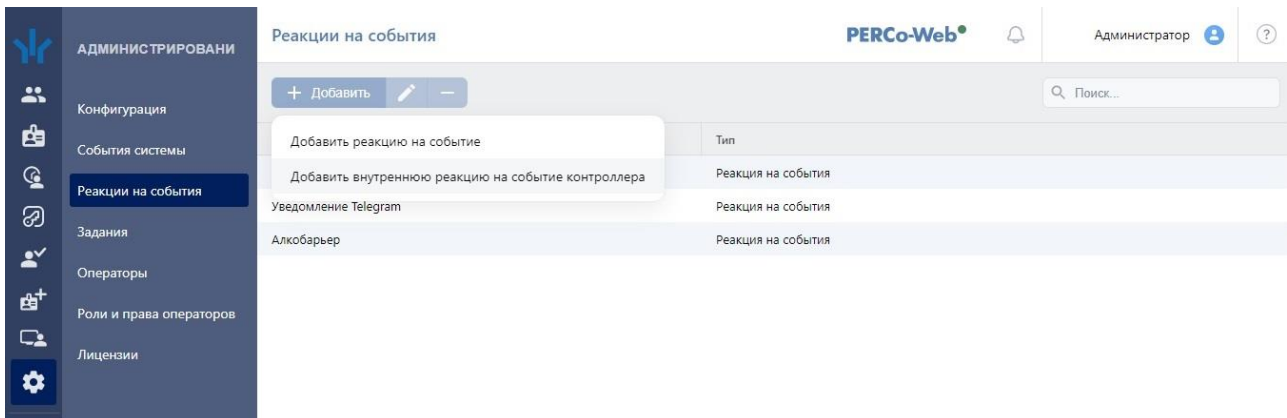 АДМИНИСТРИРОВАНИ
Конфигурация
События системы
Реакции на события
Задания
Операторы
Роли и права операторов
Лицензии
Реакции на события
PERCo-Web
Администратор
?
+ Добавить
Поиск...
Добавить реакцию на событие
Добавить внутреннюю реакцию на событие контроллера
Тип
Реакция на события
Уведомление Telegram
Реакция на события
Алкобарьер
Реакция на события